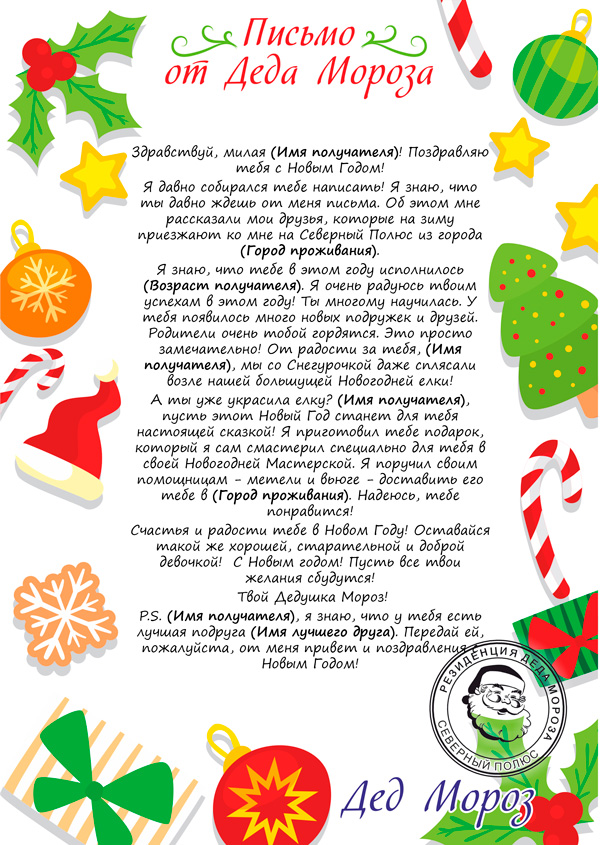 Письмо
от Деда Мороза
Здравствуй, милая (Имя получателя)! Поздравляю
тебя с Новым Годом!
Я давно собирался тебе написать! Я знаю, что
ты давно ждешь от меня письма. Об этом мне
рассказали мои друзья, которые на зиму
приезжают ко мне на Северный Полюс из города
(Город проживания).
Я знаю, что тебе в этом году исполнилось
(Возраст получателя). Я очень радуюсь твоим
успехам в этом году! Ты многому научилась. У
тебя появилось много новых подружек и друзей.
Родители очень тобой гордятся. Это просто
замечательно! От радости за тебя, (Имя
получателя), мы со Снегурочкой даже сплясали
возле нашей большущей Новогодней елки!
А ты уже украсила елку? (Имя получателя),
пусть этот Новый Год станет для тебя
настоящей сказкой! Я приготовил тебе подарок,
который я сам смастерил специально для тебя в
своей Новогодней Мастерской. Я поручил своим
помощницам - метели и вьюге - доставить его
тебе в (Город проживания). Надеюсь, тебе
понравится!
Счастья и радости тебе в Новом Году! Оставайся
такой же хорошей, старательной и доброй
девочкой! С Новым годом! Пусть все твои
желания сбудутся!
Твой Дедушка Мороз!
P.S. (Имя получателя), я знаю, что у тебя есть
лучшая подруга (Имя лучшего друга). Передай ей,
пожалуйста, от меня привет и поздравления с
Новым Годом!
РЕЗИДЕНЦИЯ ДЕДА МОРОЗА
СЕВЕРНЫЙ ПОЛЮС
Дед Мороз